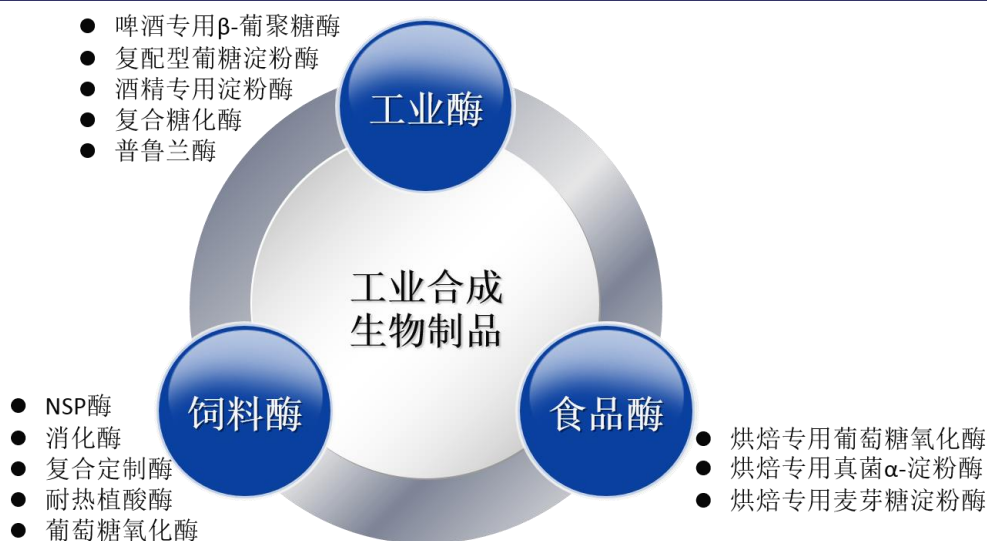 啤酒专用β-葡聚糖酶
复配型葡糖淀粉酶
酒精专用淀粉酶
复合糖化酶
普鲁兰酶
工业酶
工业合成
生物制品
饲料酶
食品酶
NSP酶
消化酶
复合定制酶
耐热植酸酶
葡萄糖氧化酶
烘焙专用葡萄糖氧化酶
烘焙专用真菌α-淀粉酶
烘焙专用麦芽糖淀粉酶